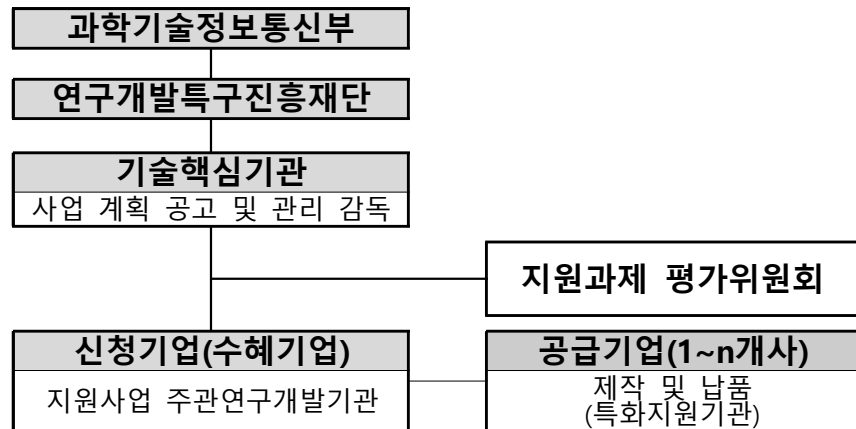 과학기술정보통신부
연구개발특구진흥재단
기술핵심기관
사업 계획 공고 및 관리 감독
지원과제 평가위원회
신청기업(수혜기업)
지원사업 주관연구개발기관
공급기업(1~n개사)
제작 및 납품
(특화지원기관)